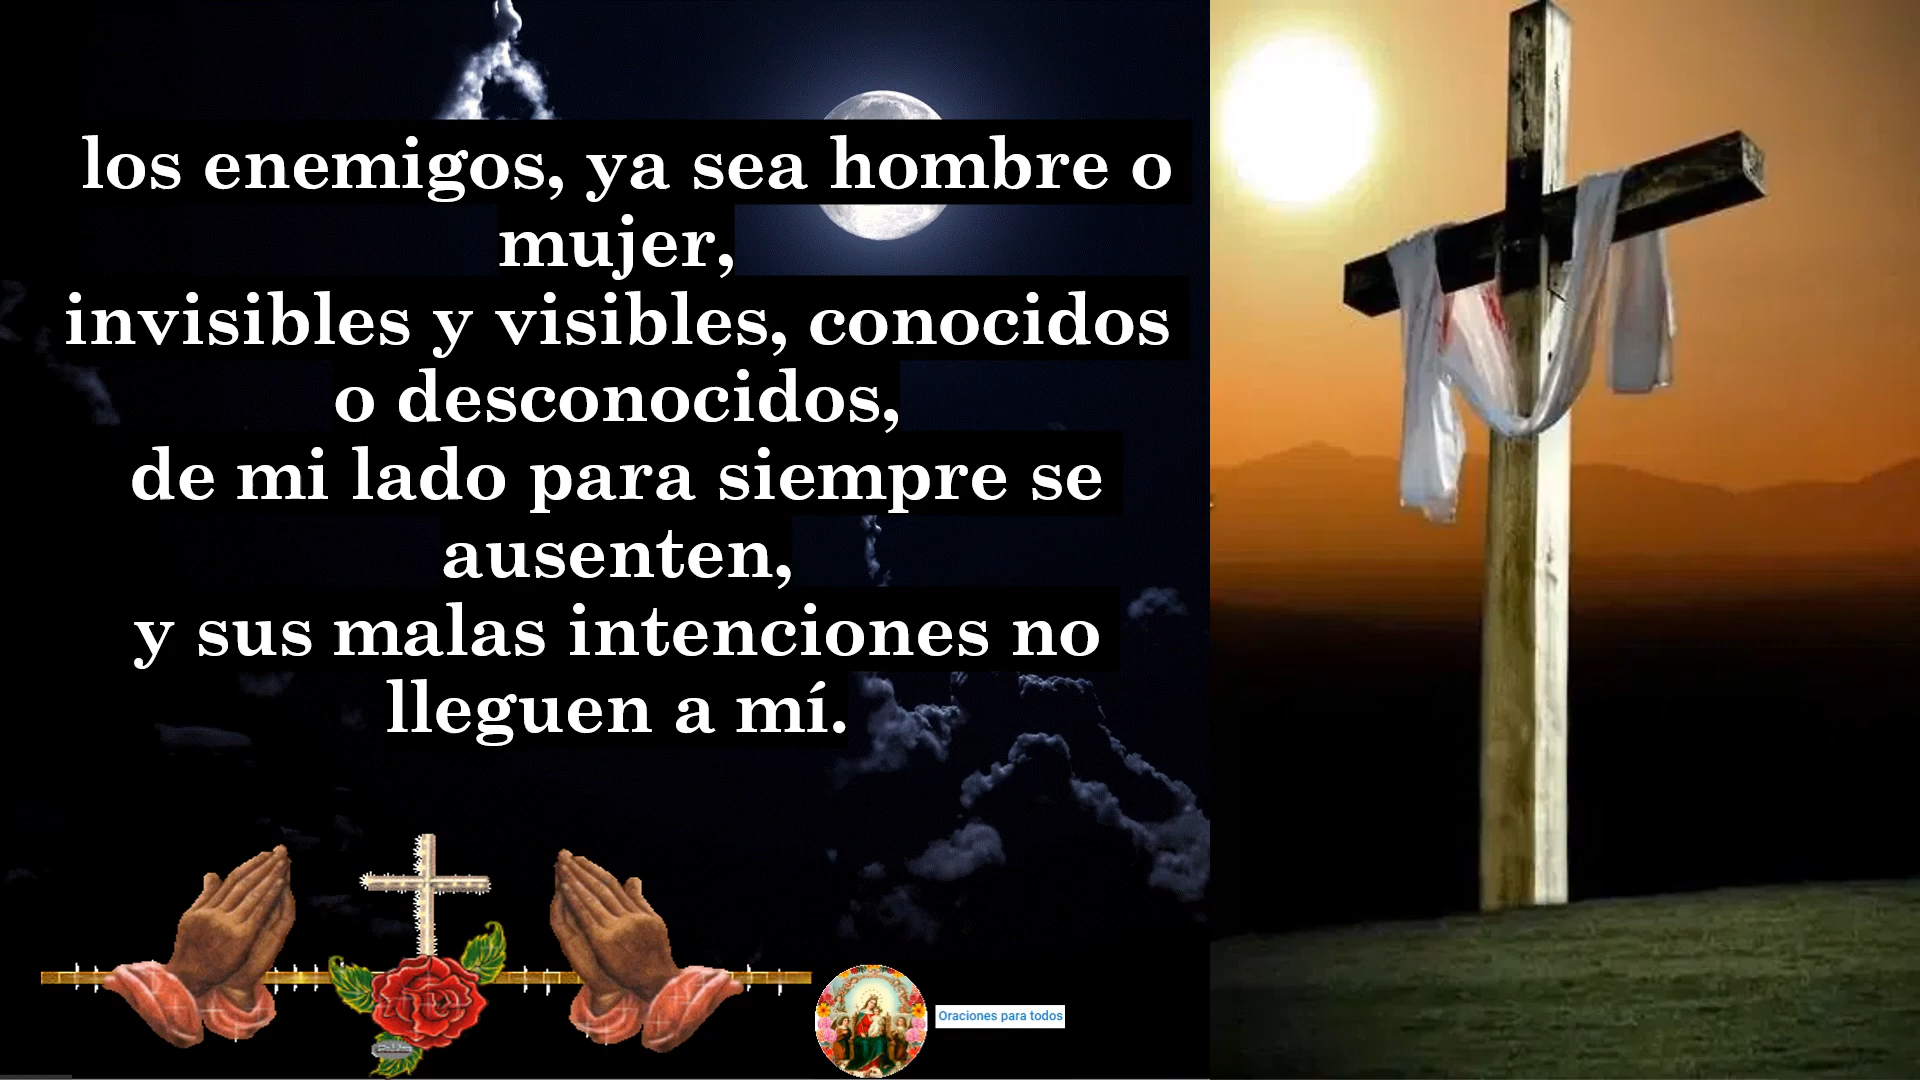 los enemigos, ya sea hombre o
mujer,
invisibles y visibles, conocidos
o desconocidos,
de mi lado para siempre se
ausenten,
y sus malas intenciones no
lleguen a mí.
Oraciones para todos